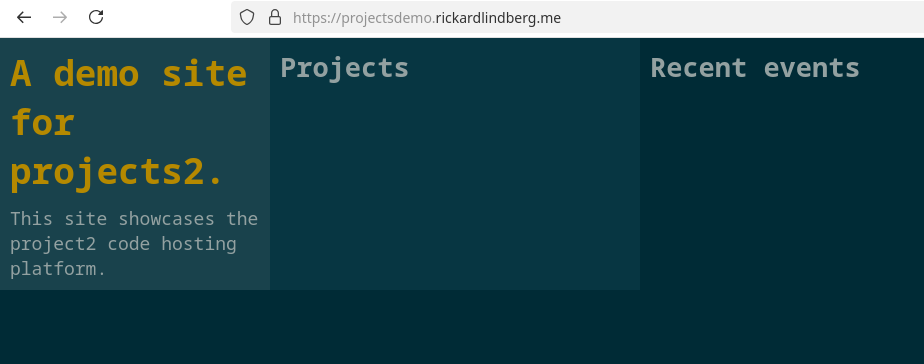 https://projectsdemo.rickardlindberg.me
A demo site
for
projects2.
This site showcases the
project2 code hosting
platform.
Projects
Recent events